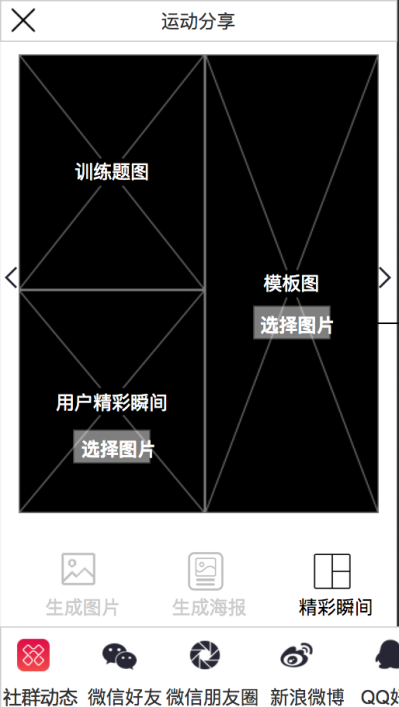 运动分享
训练题图
模板图
选择图片
用户精彩瞬间
选择图片
生成图片
生成海报
精彩瞬间
社群动态
微信好友
微信朋友圈
新浪微博
QQ